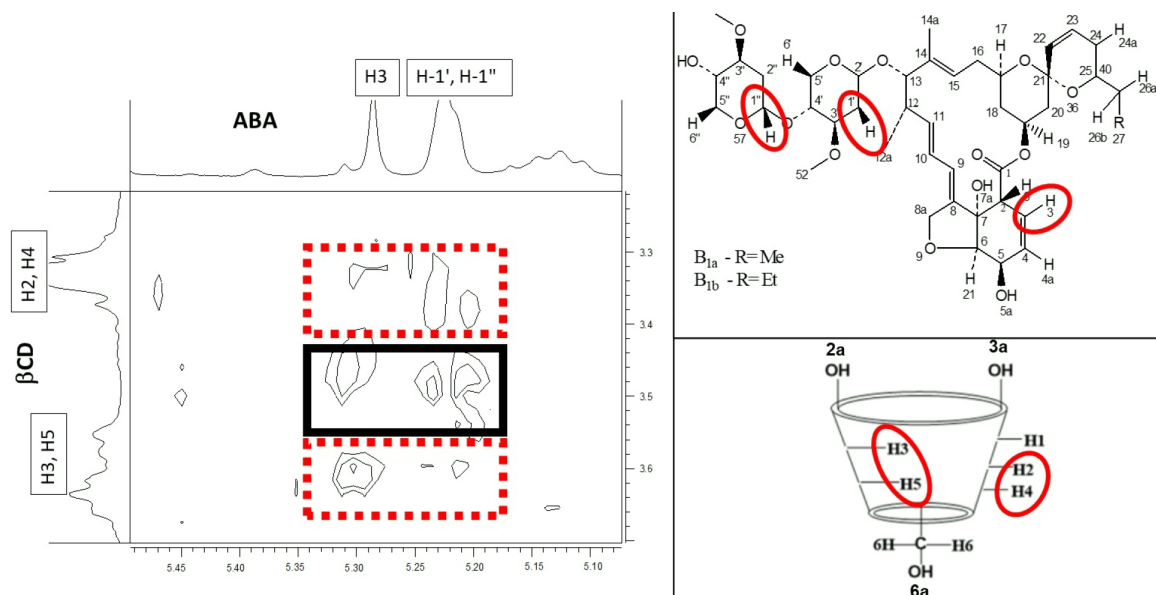 H3
H-1', H-1"
ABA
H2, H4
βCD
H3, H5
3.3
3.4
3.5
3.6
5.45
5.40
5.35
5.30
5.25
5.20
5.15
5.10
O
3"
2"
HO
4"
5"
1"
H
6"
O
57
H
O
6'
H
5'
O
2'
4'
3'
1'
O
52
H
12a
O
13
12
11
10
9
8
8a
O
9
14a
14
15
16
17
H
O
18
19
H
O
20
21
22
23
24
H
24a
25
40
O
36
H
26a
H
26b
R
27
O
1
OH
7a
2
H
3
H
7
6
5
4
H
4a
H
21
OH
5a
B1a - R=Me
B1b - R=Et
2a
3a
OH
OH
H3
H5
H1
H2
H4
6H
C
H6
OH
6a